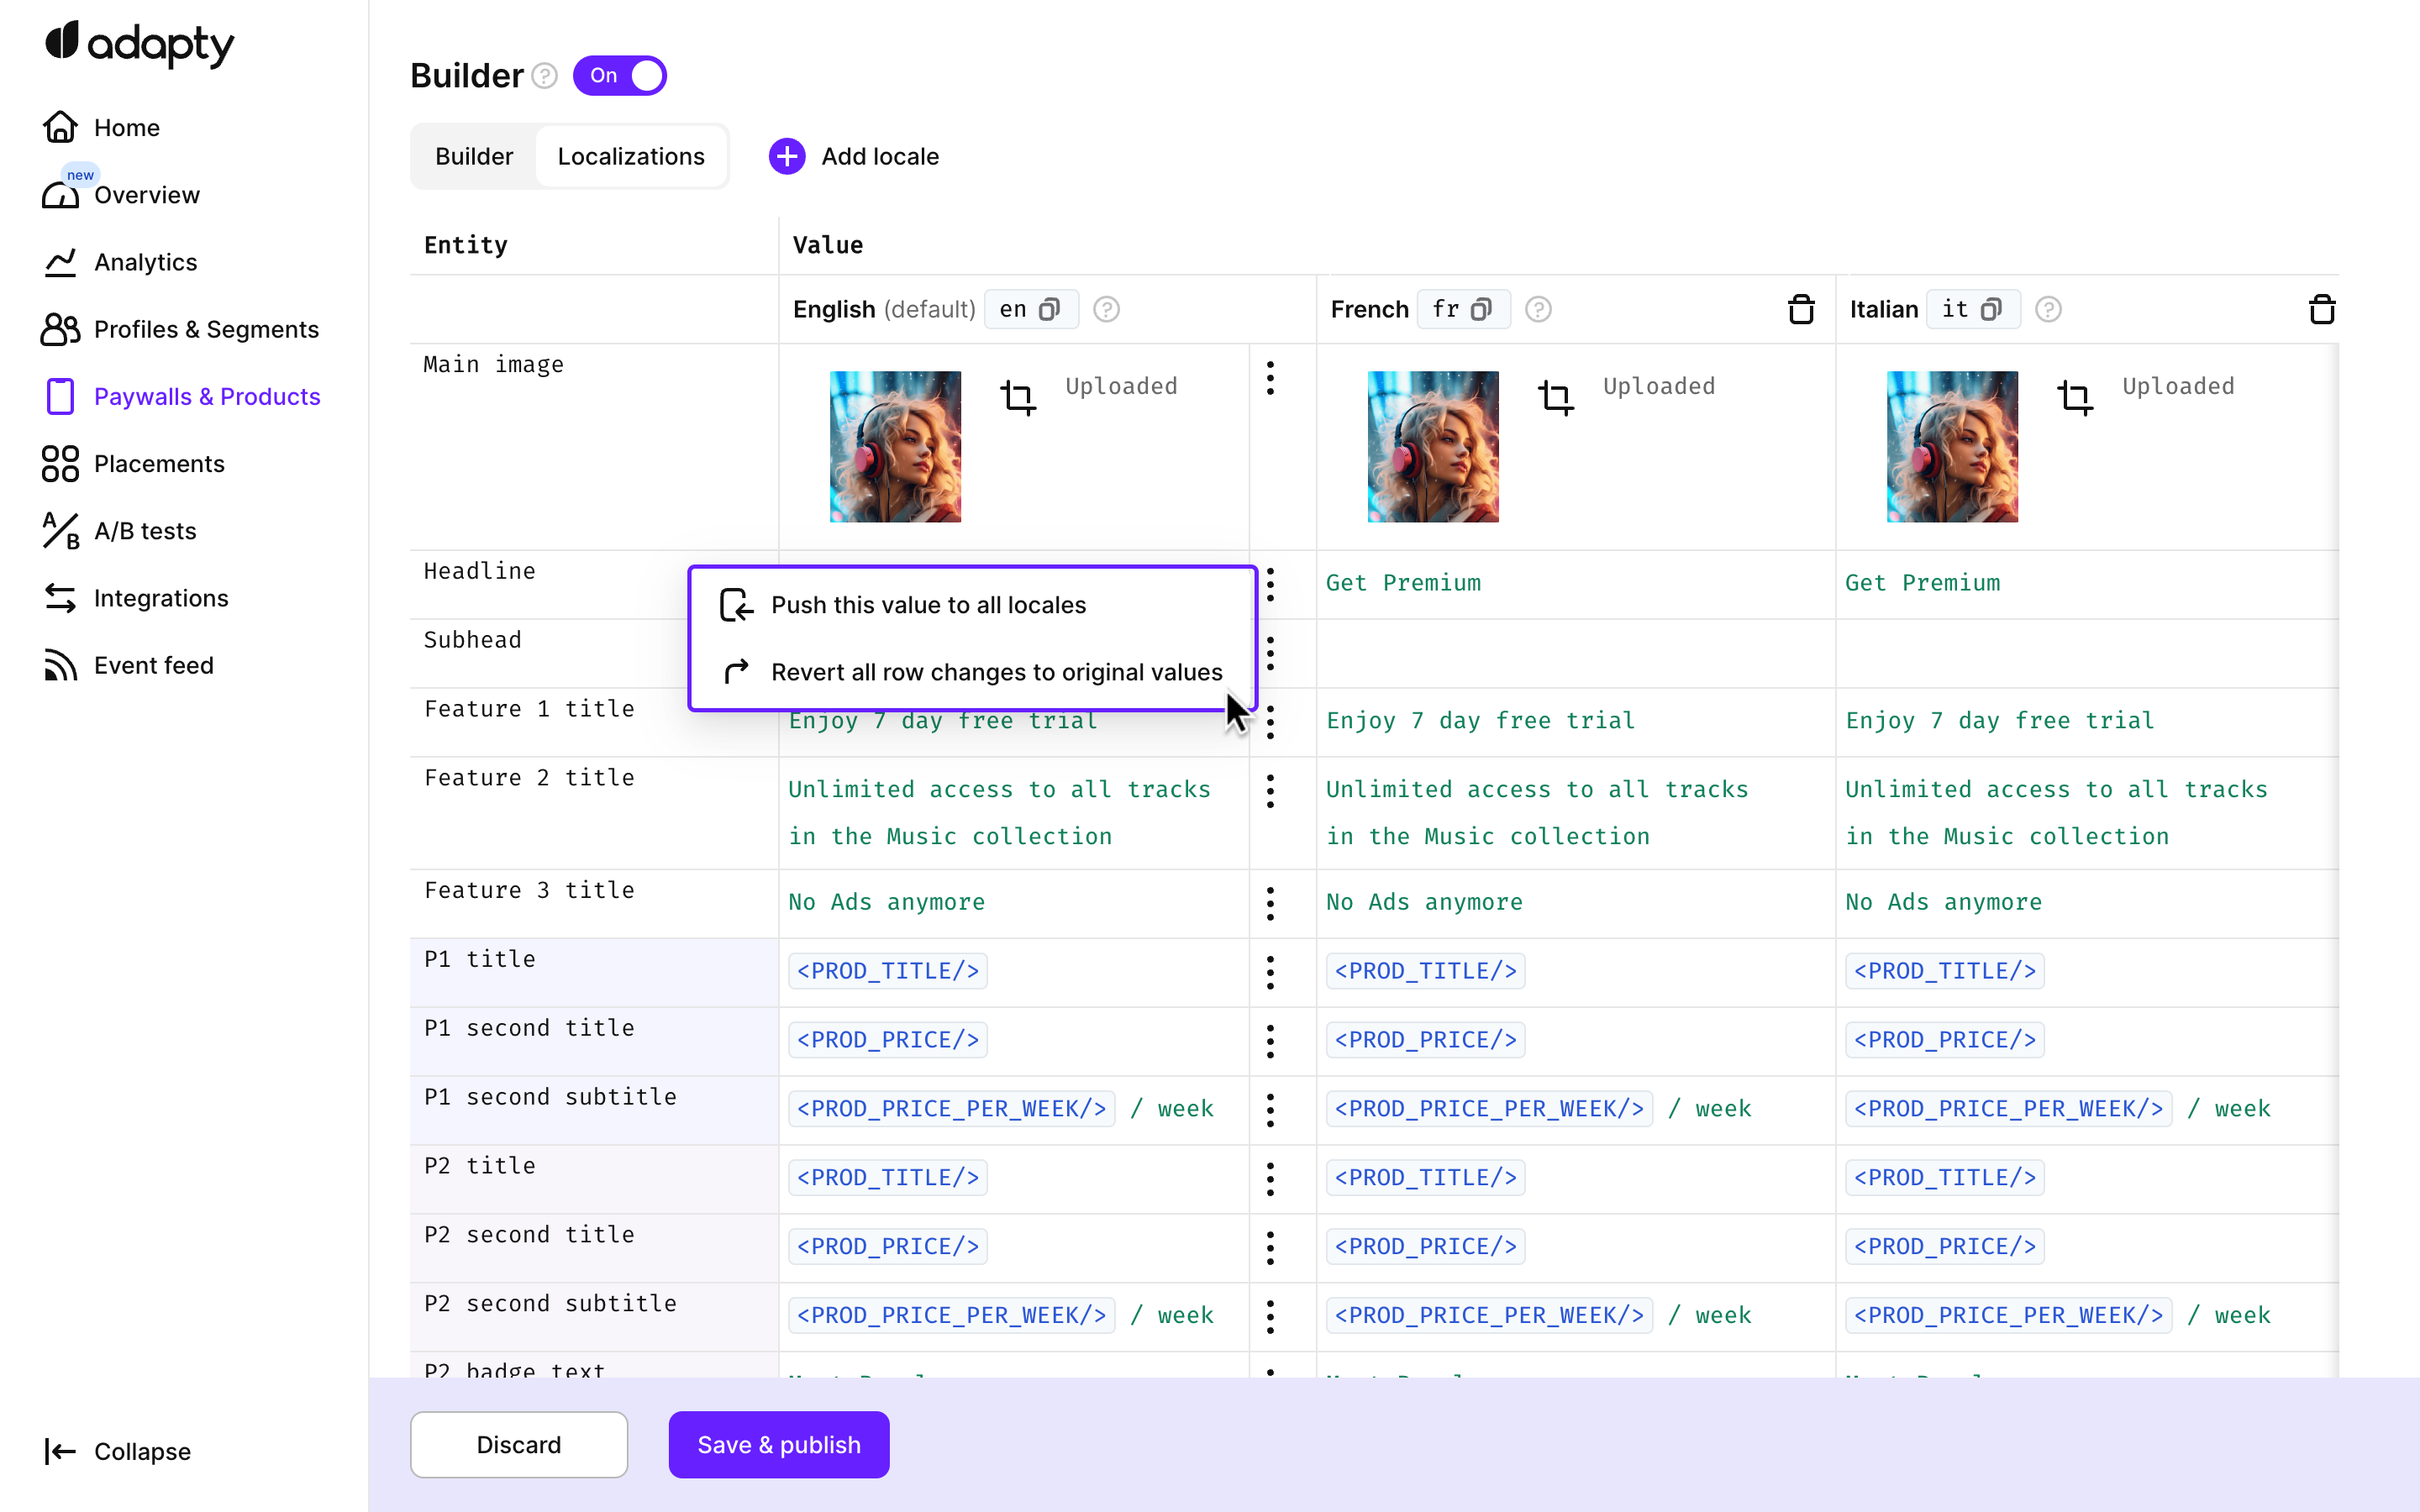 adapty
Home
new
Overview
Analytics
Profiles & Segments
Paywalls & Products
Placements
A/B tests
Integrations
Event feed
Collapse
Builder ? On
Builder Localizations + Add locale
Entity Value
English (default) en ? French fr ? Italian it ?
Main image Uploaded Uploaded Uploaded
Headline Get Premium Get Premium
Push this value to all locales
Subhead
Revert all row changes to original values
Feature 1 title Enjoy 7 day free trial Enjoy 7 day free trial Enjoy 7 day free trial
Feature 2 title Unlimited access to all tracks Unlimited access to all tracks Unlimited access to all tracks
in the Music collection in the Music collection in the Music collection
Feature 3 title No Ads anymore No Ads anymore No Ads anymore
P1 title <PROD_TITLE/> <PROD_TITLE/> <PROD_TITLE/>
P1 second title <PROD_PRICE/> <PROD_PRICE/> <PROD_PRICE/>
P1 second subtitle <PROD_PRICE_PER_WEEK/> / week <PROD_PRICE_PER_WEEK/> / week <PROD_PRICE_PER_WEEK/> / week
P2 title <PROD_TITLE/> <PROD_TITLE/> <PROD_TITLE/>
P2 second title <PROD_PRICE/> <PROD_PRICE/> <PROD_PRICE/>
P2 second subtitle <PROD_PRICE_PER_WEEK/> / week <PROD_PRICE_PER_WEEK/> / week <PROD_PRICE_PER_WEEK/> / week
P2 badge text
Discard Save & publish